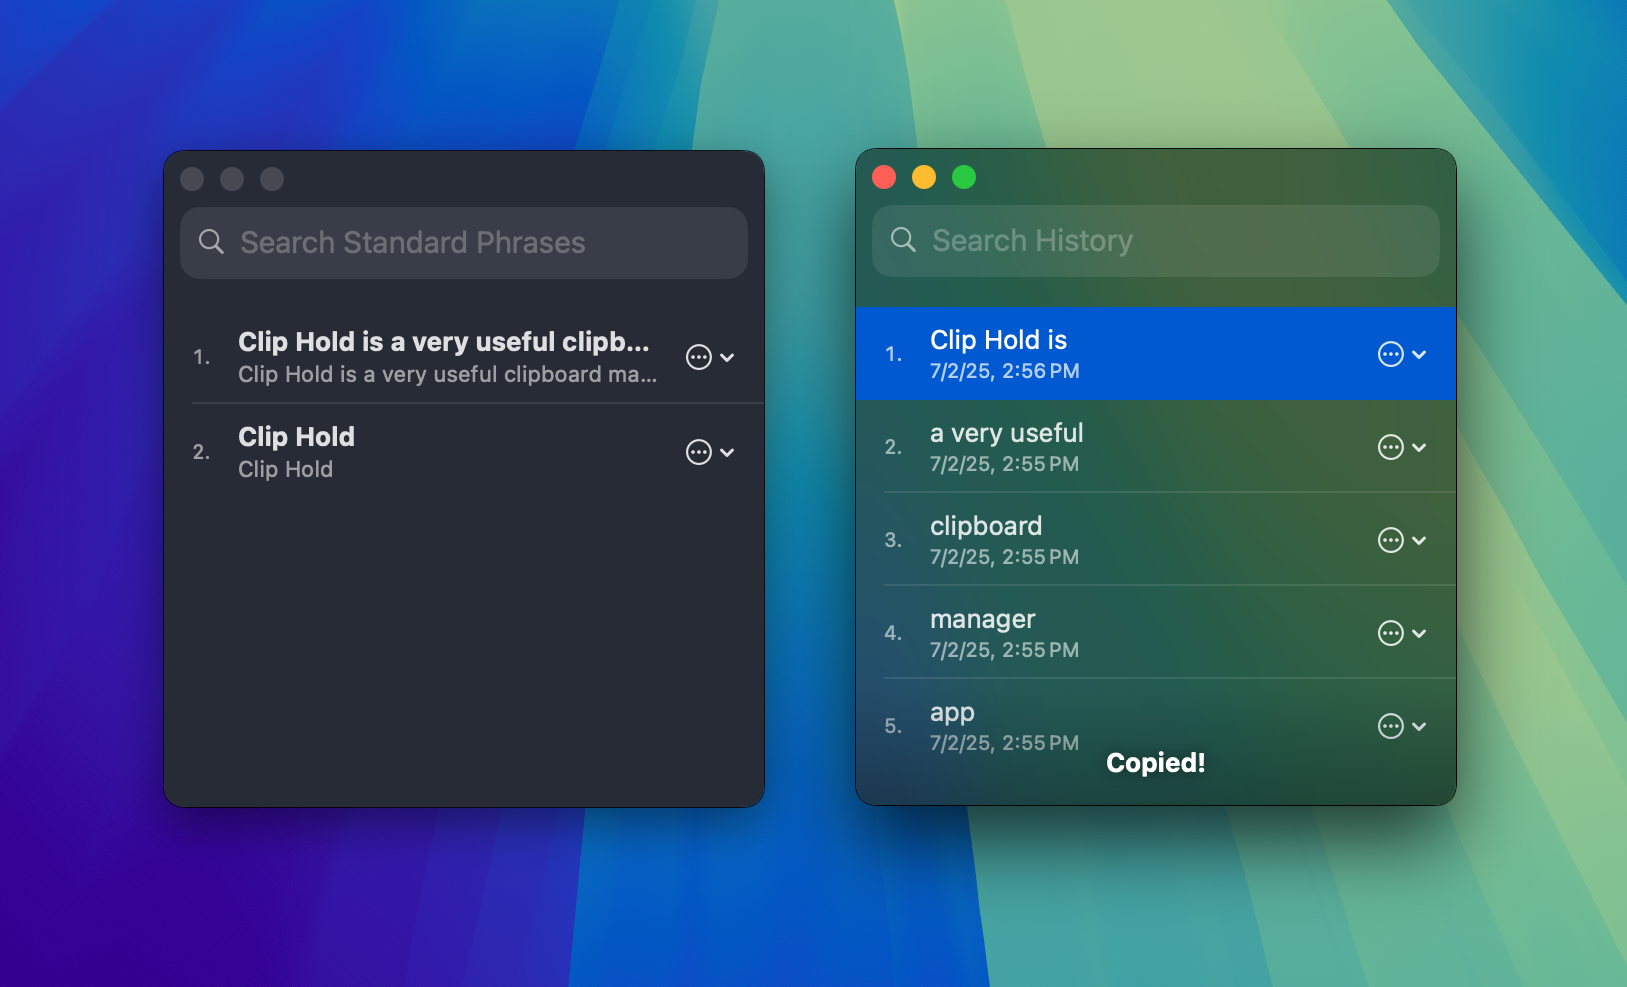 Search Standard Phrases
1.
Clip Hold is a very useful clipb...
Clip Hold is a very useful clipboard ma...
2.
Clip Hold
Clip Hold
Search History
1.
Clip Hold is
7/2/25, 2:56 PM
2.
a very useful
7/2/25, 2:55 PM
3.
clipboard
7/2/25, 2:55 PM
4.
manager
7/2/25, 2:55 PM
5.
app
7/2/25, 2:55 PM
Copied!